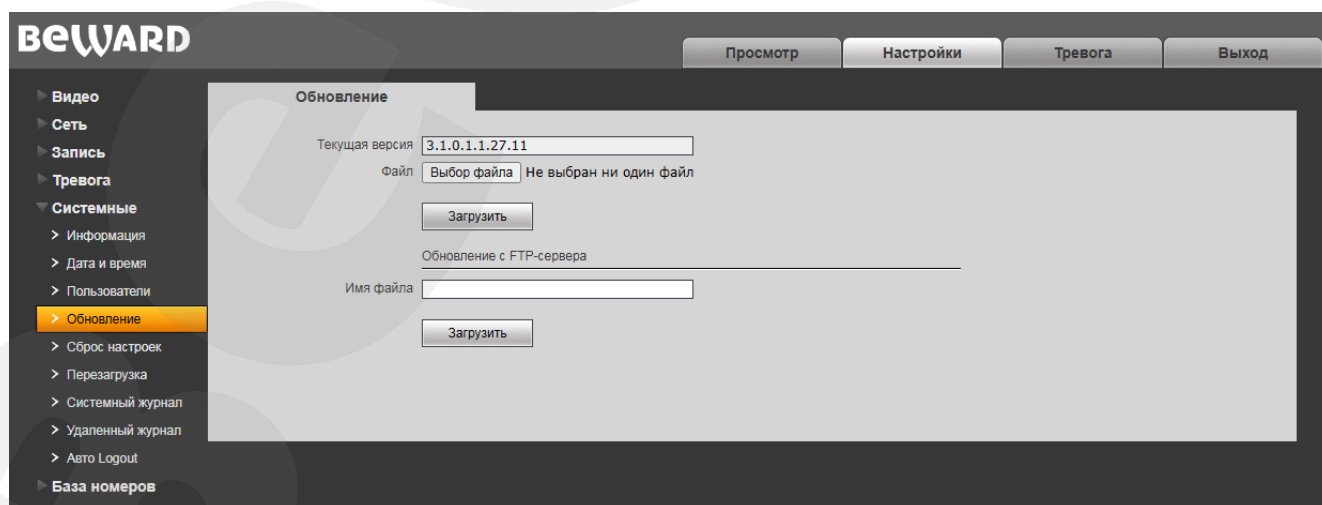 BEWARD
Просмотр Настройки Тревога Выход
Видео
Сеть
Запись
Тревога
Системные
Информация
Дата и время
Пользователи
Обновление
Сброс настроек
Перезагрузка
Системный журнал
Удаленный журнал
Авто Logout
База номеров
Обновление
Текущая версия 3.1.0.1.1.27.11
Файл Выбор файла Не выбран ни один файл
Загрузить
Обновление с FTP-сервера
Имя файла
Загрузить